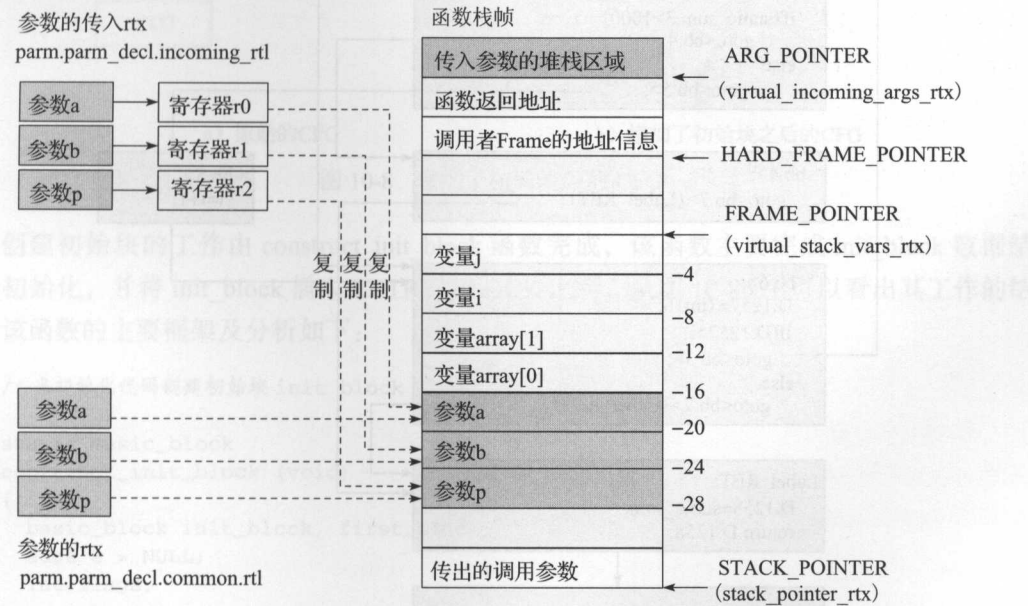 参数的传入rtx
parm.parm_decl.incoming_rtl
参数a
寄存器r0
参数b
寄存器r1
参数p
寄存器r2
复制
复制
复制
参数a
参数b
参数p
参数的rtx
parm.parm_decl.common.rtl
函数栈帧
传入参数的堆栈区域
函数返回地址
调用者Frame的地址信息
变量j
变量i
变量array[1]
变量array[0]
参数a
参数b
参数p
传出的调用参数
ARG_POINTER
(virtual_incoming_args_rtx)
HARD_FRAME_POINTER
FRAME_POINTER
(virtual_stack_vars_rtx)
-4
-8
-12
-16
-20
-24
-28
STACK_POINTER
(stack_pointer_rtx)